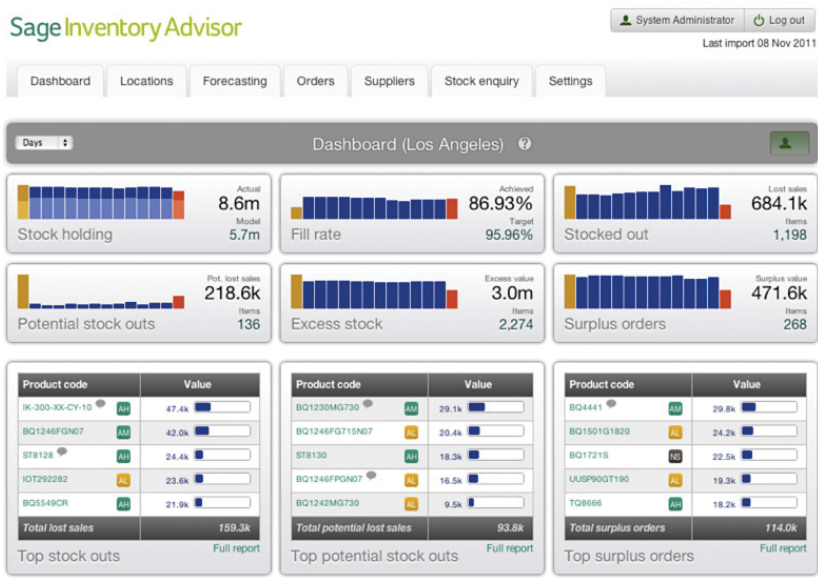 Sage Inventory Advisor
System Administrator
Log out
Last import 08 Nov 2011
Dashboard
Locations
Forecasting
Orders
Suppliers
Stock enquiry
Settings
Days
Dashboard (Los Angeles) ?
Actual
8.6m
Model
5.7m
Stock holding
Achieved
86.93%
Target
95.96%
Fill rate
Lost sales
684.1k
Items
1,198
Stocked out
Pot. lost sales
218.6k
Items
136
Potential stock outs
Excess value
3.0m
Items
2,274
Excess stock
Surplus value
471.6k
Items
268
Surplus orders
Product code Value
IK-300-XX-CY-10 AH 47.4k
BQ1246FGN07 AM 42.0k
ST8128 AH 24.4k
IOT292282 AL 23.6k
BQ5549CR AH 21.9k
Total lost sales 159.3k
Top stock outs
Full report
Product code Value
BQ1230MG730 AM 29.1k
BQ1246FG715N07 AL 20.4k
ST8130 AH 18.3k
BQ1246FPGN07 AL 16.5k
BQ1242MG730 AL 9.5k
Total potential lost sales 93.8k
Top potential stock outs
Full report
Product code Value
BQ4441 AM 29.8k
BQ1501G1820 AL 24.2k
BQ1721S NS 22.5k
UUSP90GT190 AL 19.3k
TQ8666 AH 18.2k
Total surplus orders 114.0k
Top surplus orders
Full report